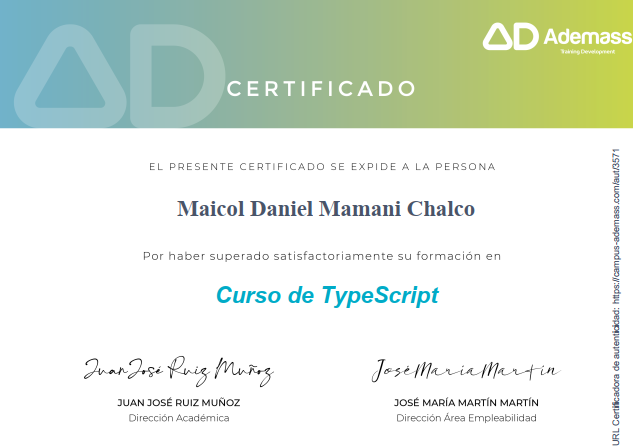 AD Ademass
Training Development
AD
CERTIFICADO
EL PRESENTE CERTIFICADO SE EXPIDE A LA PERSONA
Maicol Daniel Mamani Chalco
Por haber superado satisfactoriamente su formación en
Curso de TypeScript
Juan José Ruiz Muñoz
José María Martín
JUAN JOSÉ RUIZ MUÑOZ
Dirección Académica
JOSÉ MARÍA MARTÍN MARTÍN
Dirección Área Empleabilidad
URL Certificadora de autenticidad: https://campus-ademass.com/aut/3571